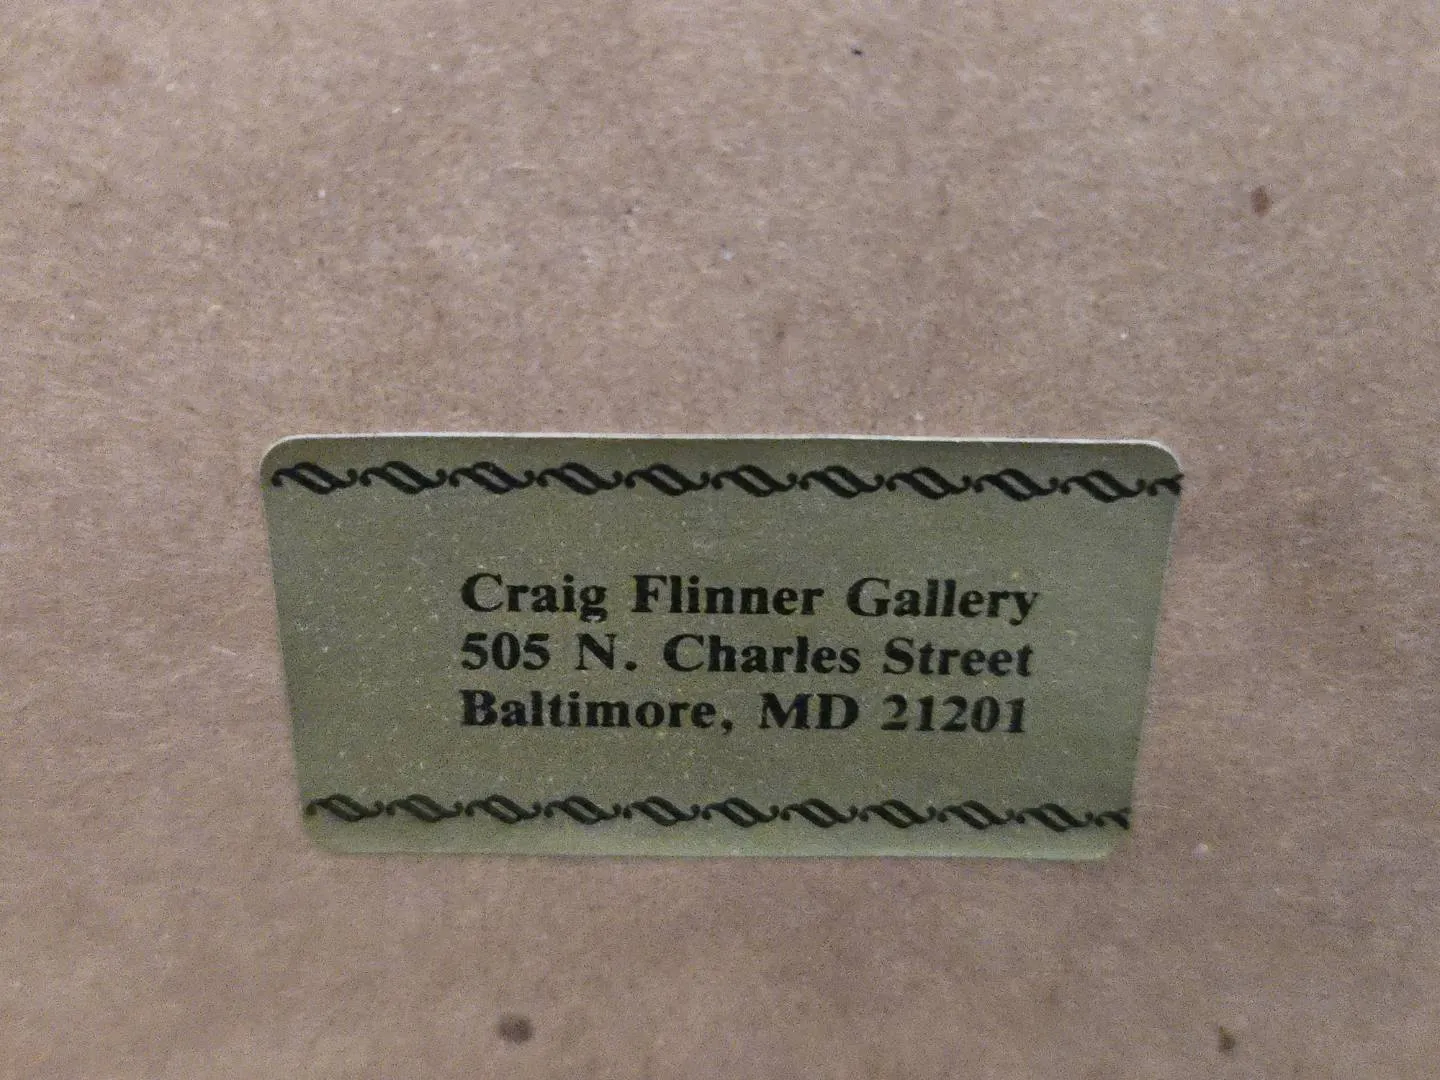 Craig Flinner Gallery
505 N. Charles Street
Baltimore, MD 21201